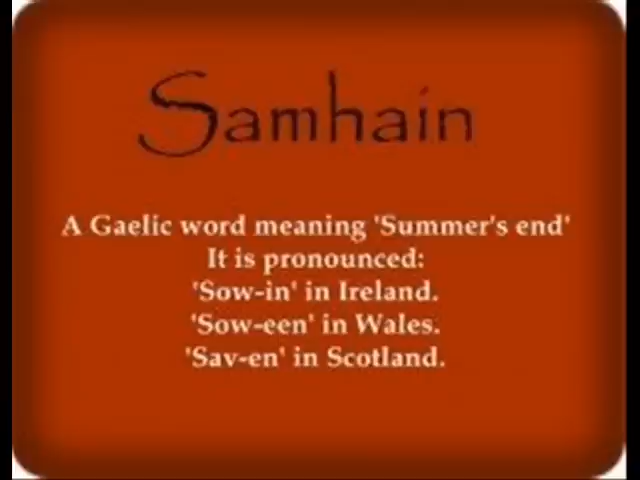 Samhain
A Gaelic word meaning 'Summer's end'
It is pronounced:
'Sow-in' in Ireland.
'Sow-een' in Wales.
'Sav-en' in Scotland.